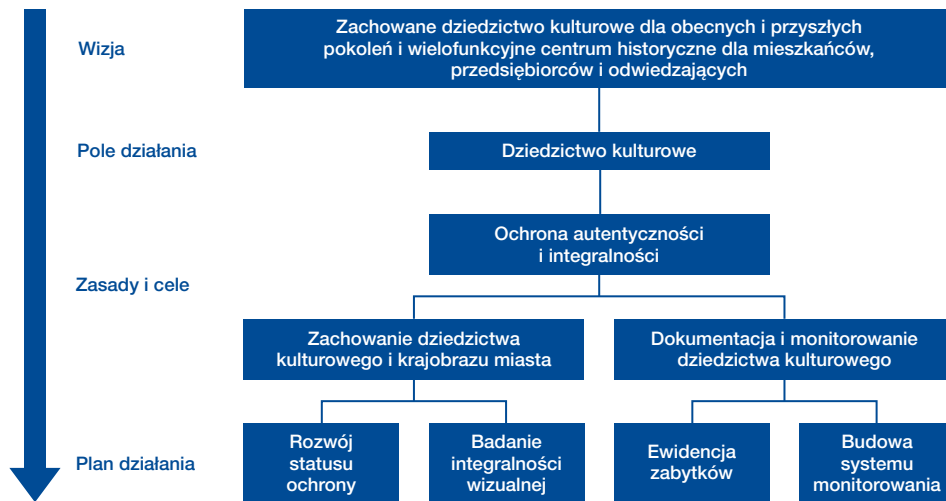 Wizja
Zachowane dziedzictwo kulturowe dla obecnych i przyszłych
pokoleń i wielofunkcyjne centrum historyczne dla mieszkańców,
przedsiębiorców i odwiedzających
Pole działania
Dziedzictwo kulturowe
Ochrona autentyczności
i integralności
Zasady i cele
Zachowanie dziedzictwa
kulturowego i krajobrazu miasta
Dokumentacja i monitorowanie
dziedzictwa kulturowego
Plan działania
Rozwój
statusu
ochrony
Badanie
integralności
wizualnej
Ewidencja
zabytków
Budowa
systemu
monitorowania